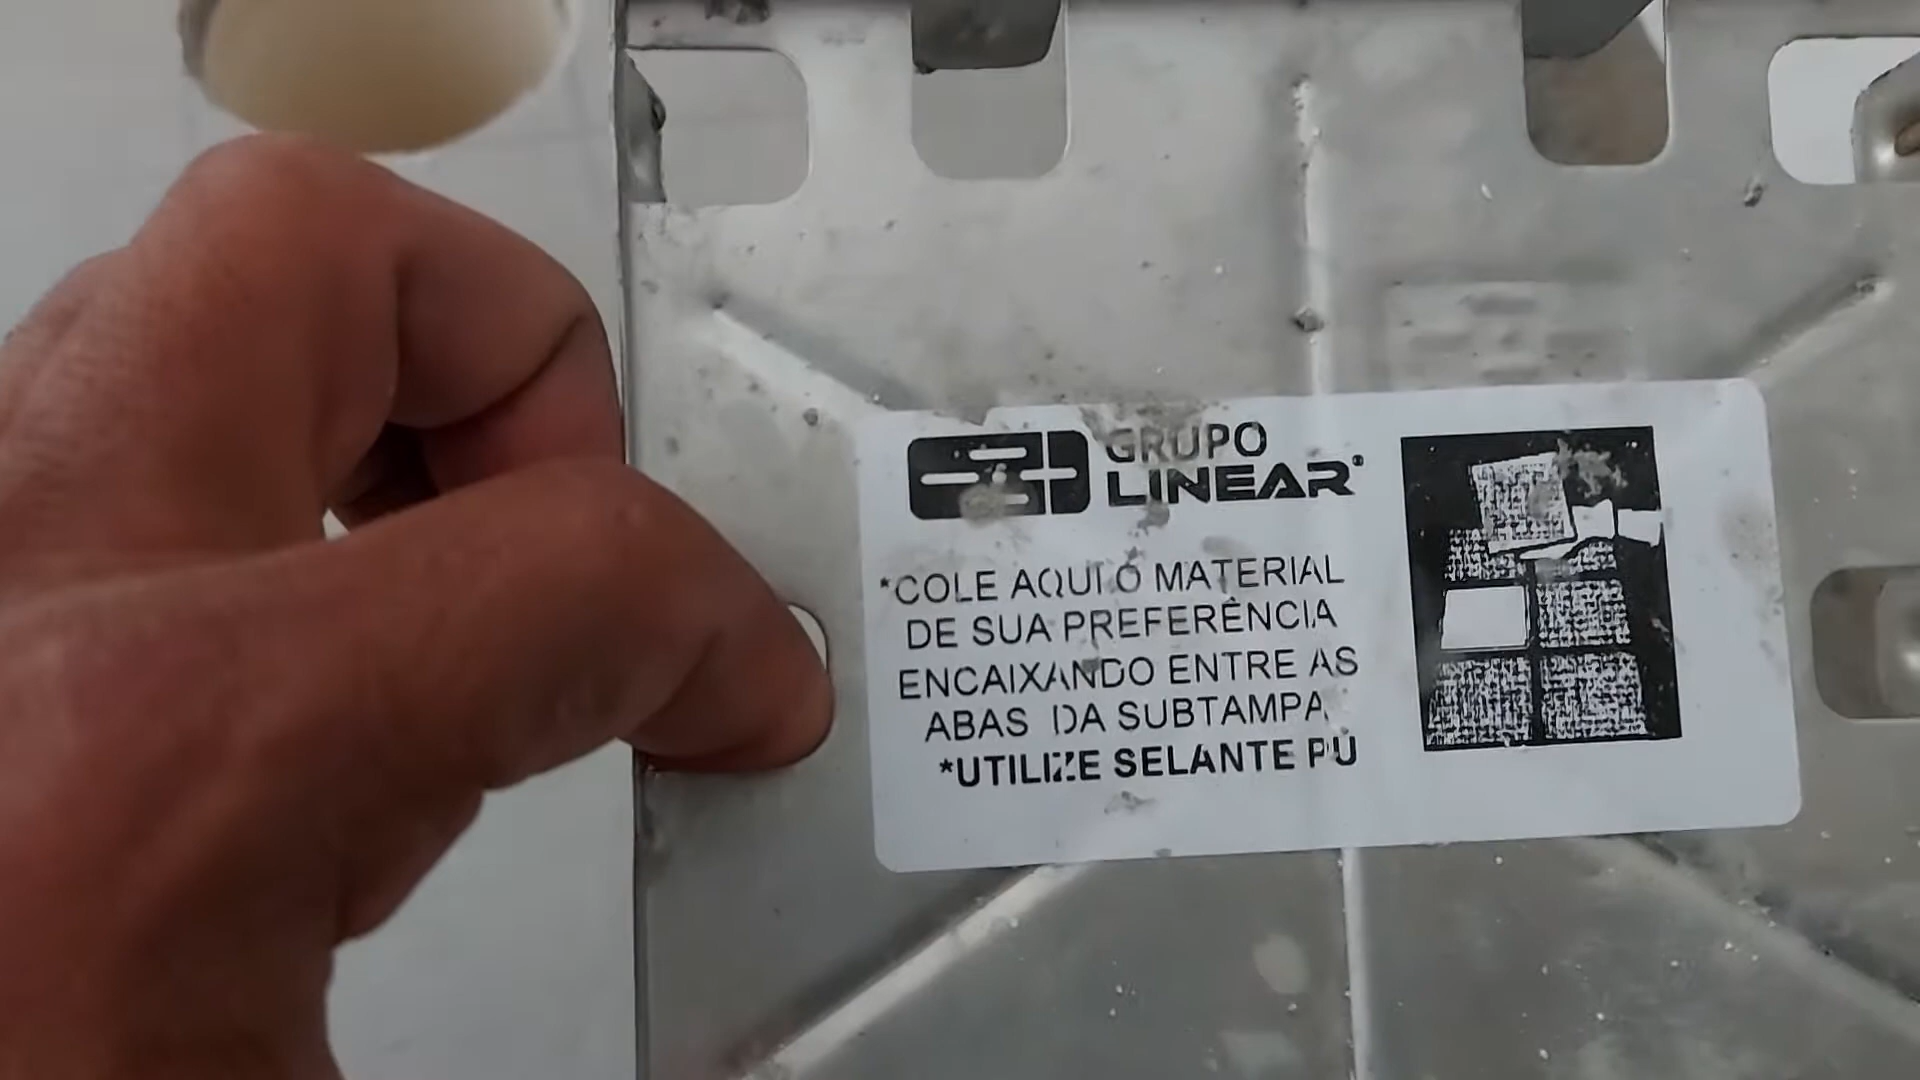 GRUPO
LINEAR®
*COLE AQUI O MATERIAL
DE SUA PREFERÊNCIA
ENCAIXANDO ENTRE AS
ABAS DA SUBTAMPA
*UTILIZE SELANTE PU